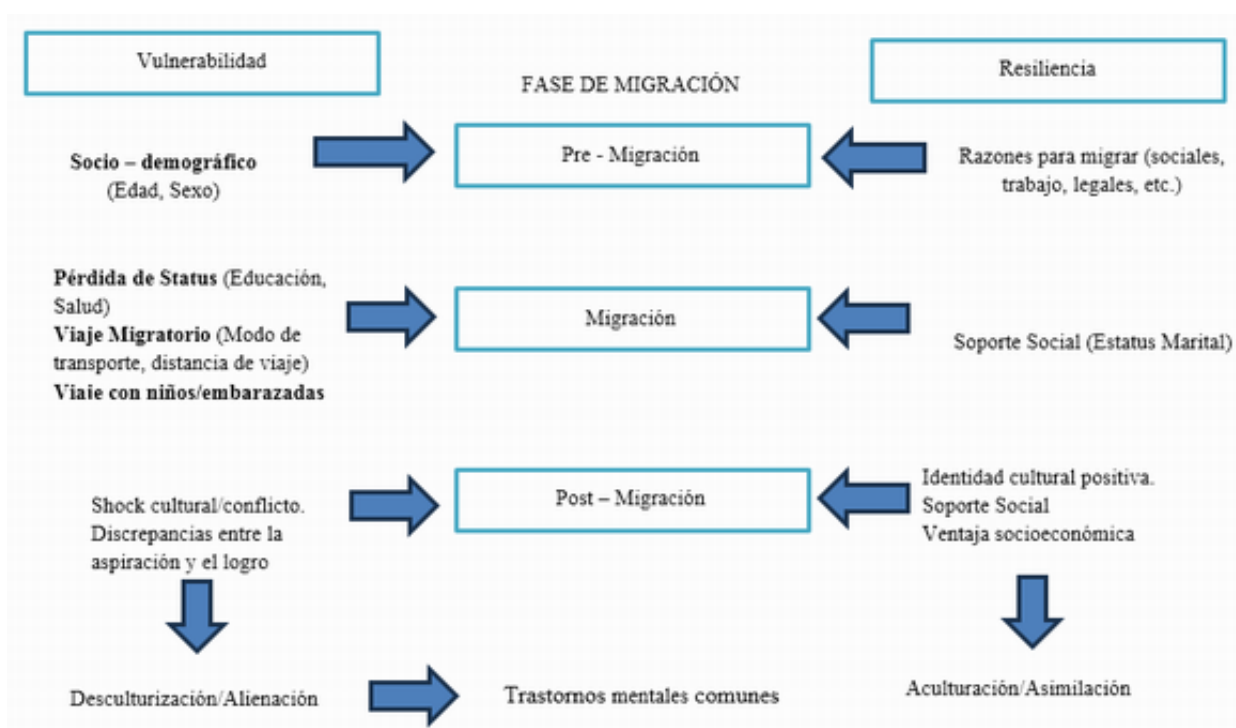 Vulnerabilidad
FASE DE MIGRACIÓN
Resiliencia
Socio – demográfico
(Edad, Sexo)
Pre - Migración
Razones para migrar (sociales,
trabajo, legales, etc.)
Pérdida de Status (Educación,
Salud)
Viaje Migratorio (Modo de
transporte, distancia de viaje)
Viaje con niños/embarazadas
Migración
Soporte Social (Estatus Marital)
Shock cultural/conflicto.
Discrepancias entre la
aspiración y el logro
Post – Migración
Identidad cultural positiva.
Soporte Social
Ventaja socioeconómica
Desculturización/Alienación
Trastornos mentales comunes
Aculturación/Asimilación